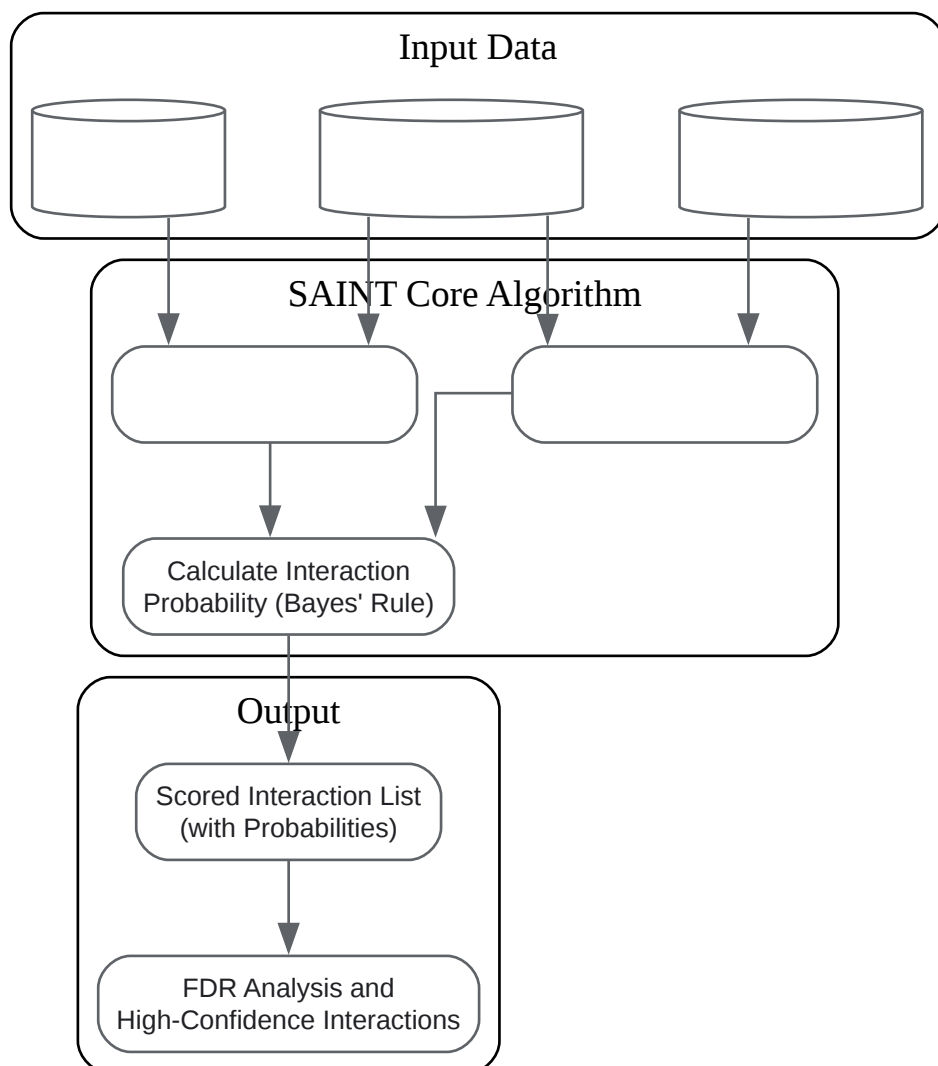 Input Data
SAINT Core Algorithm
Calculate Interaction
Probability (Bayes' Rule)
Output
Scored Interaction List
(with Probabilities)
FDR Analysis and
High-Confidence Interactions